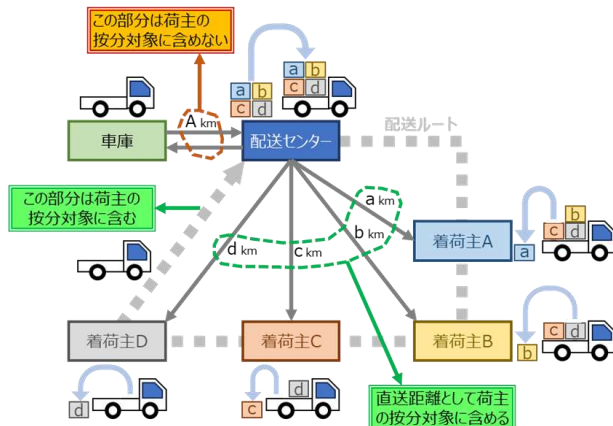 この部分は荷主の
按分対象に含めない
a b
c d
a b
c d
A km
車庫
配送センター
配送ルート
この部分は荷主の
按分対象に含む
a km
b km
c km
d km
着荷主A
b
c d
a
着荷主D
着荷主C
着荷主B
c d
b
d
d
c
直送距離として荷主
の按分対象に含める